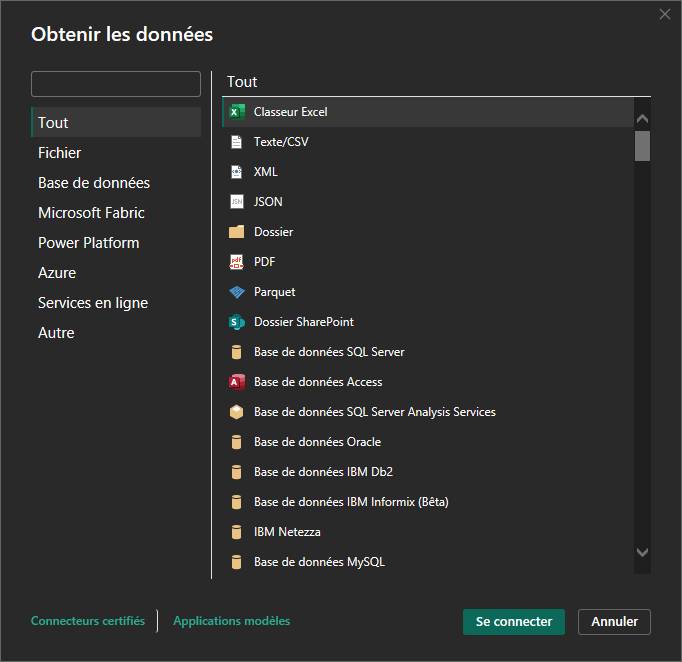 Obtenir les données
Tout
Fichier
Base de données
Microsoft Fabric
Power Platform
Azure
Services en ligne
Autre
Tout
Classeur Excel
Texte/CSV
XML
JSON
Dossier
PDF
Parquet
Dossier SharePoint
Base de données SQL Server
Base de données Access
Base de données SQL Server Analysis Services
Base de données Oracle
Base de données IBM Db2
Base de données IBM Informix (Bêta)
IBM Netezza
Base de données MySQL
Connecteurs certifiés
Applications modèles
Se connecter
Annuler